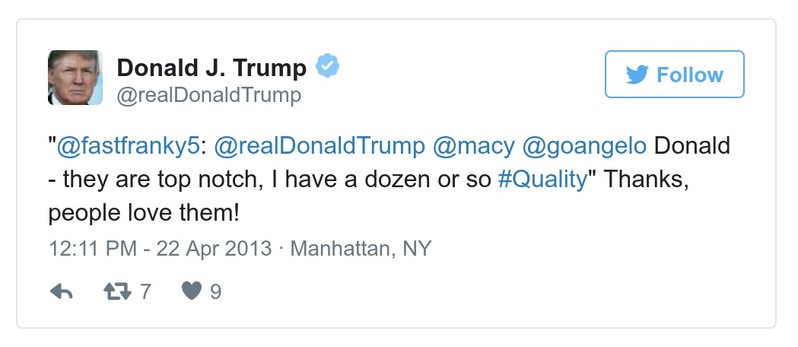 Donald J. Trump
@realDonaldTrump
Follow
"@fastfranky5: @realDonaldTrump @macy @goangelo Donald
- they are top notch, I have a dozen or so #Quality" Thanks,
people love them!
12:11 PM - 22 Apr 2013 · Manhattan, NY
7 9